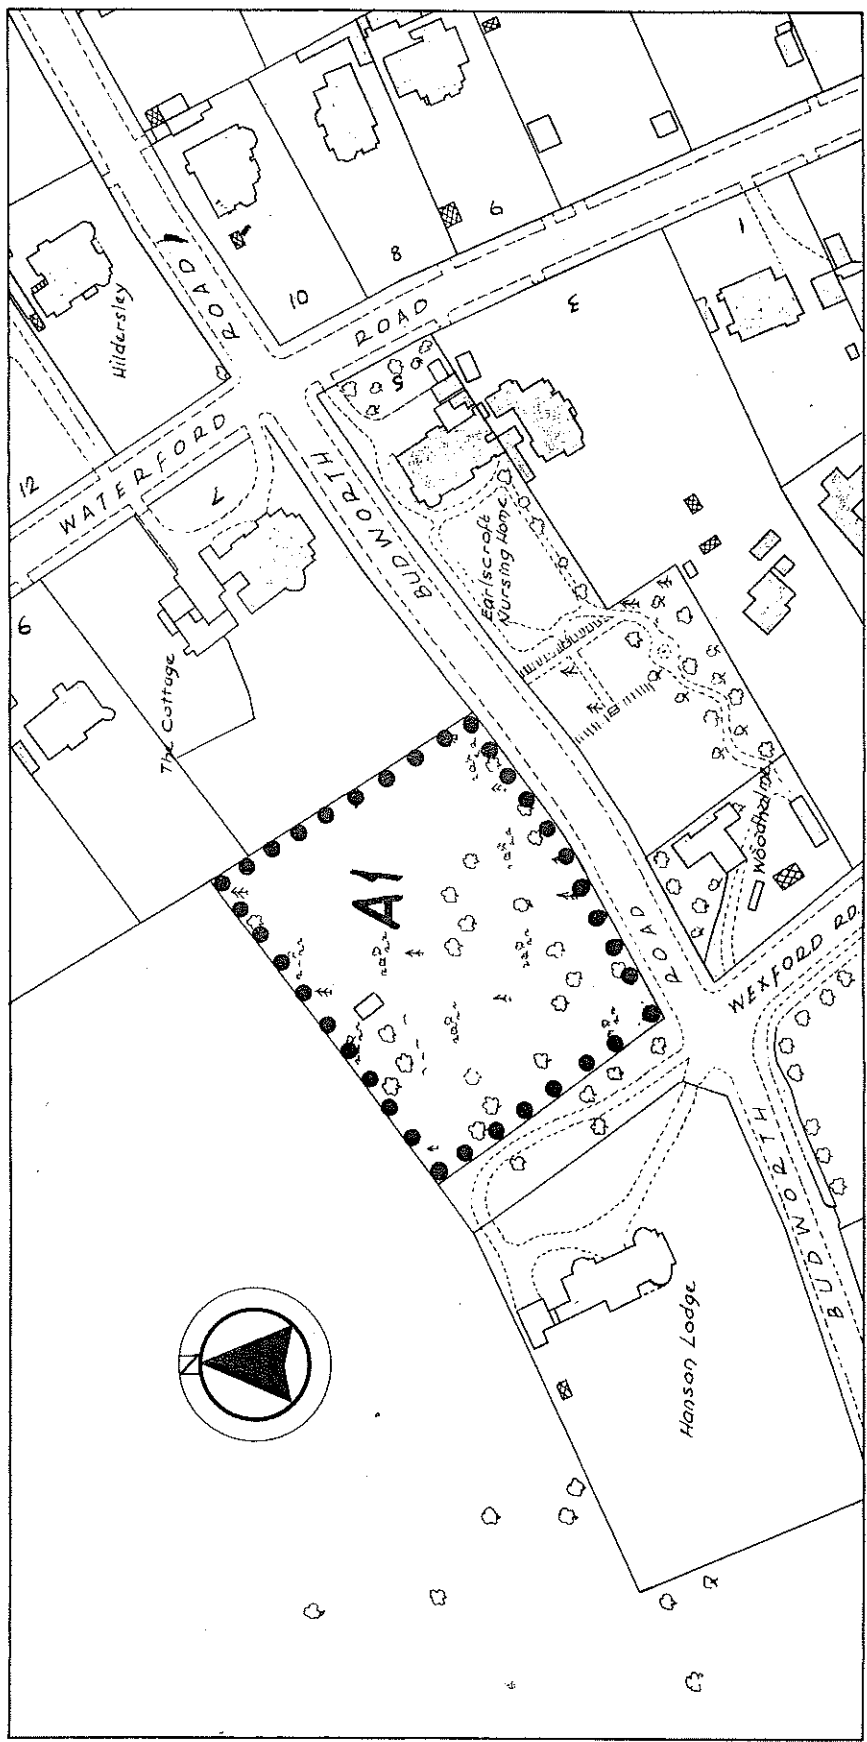 Hildersley
ROAD
10
8
6
ROAD
12
WATERFORD
7
5
3
1
6
The Cottage
BUDWORTH
Earlscroft
Nursing Home
A1
Woodholme
ROAD
WEXFORD RD
BUDWORTH
Hanson Lodge
N